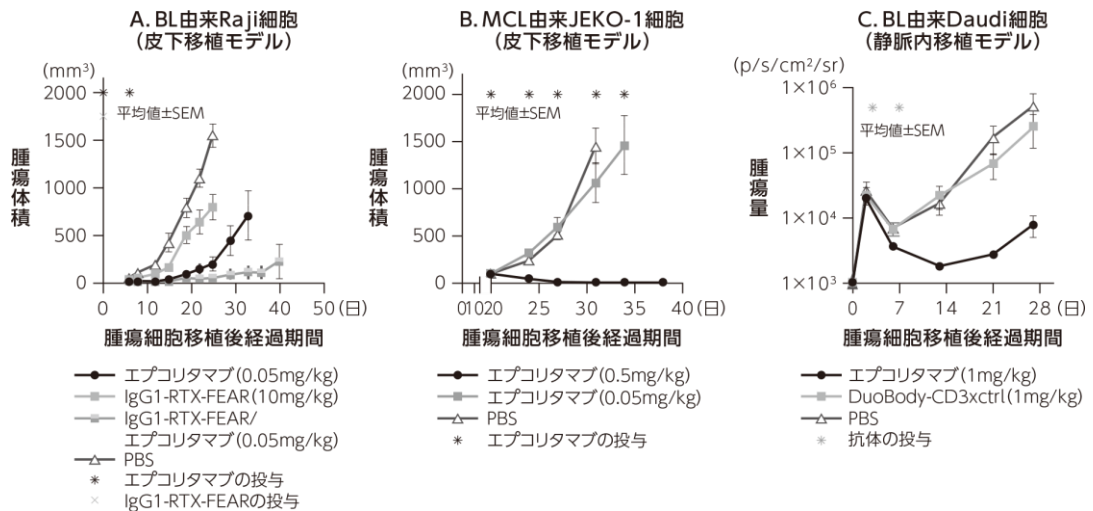 A. BL由来Raji細胞
(皮下移植モデル)
(mm³)
2000
1500
1000
500
0
平均値±SEM
腫瘍体積
0 10 20 30 40 50(日)
腫瘍細胞移植後経過期間
エプコリタマブ(0.05mg/kg)
IgG1-RTX-FEAR(10mg/kg)
IgG1-RTX-FEAR/
エプコリタマブ(0.05mg/kg)
PBS
* エプコリタマブの投与
× IgG1-RTX-FEARの投与
B. MCL由来JEKO-1細胞
(皮下移植モデル)
(mm³)
2000
1500
1000
500
0
平均値±SEM
腫瘍体積
0 10 20 30 40(日)
腫瘍細胞移植後経過期間
エプコリタマブ(0.5mg/kg)
エプコリタマブ(0.05mg/kg)
PBS
* エプコリタマブの投与
C. BL由来Daudi細胞
(静脈内移植モデル)
(p/s/cm²/sr)
1×10⁶
1×10⁵
1×10⁴
1×10³
平均値±SEM
腫瘍量
0 7 14 21 28(日)
腫瘍細胞移植後経過期間
エプコリタマブ(1mg/kg)
DuoBody-CD3xctrl(1mg/kg)
PBS
* 抗体の投与